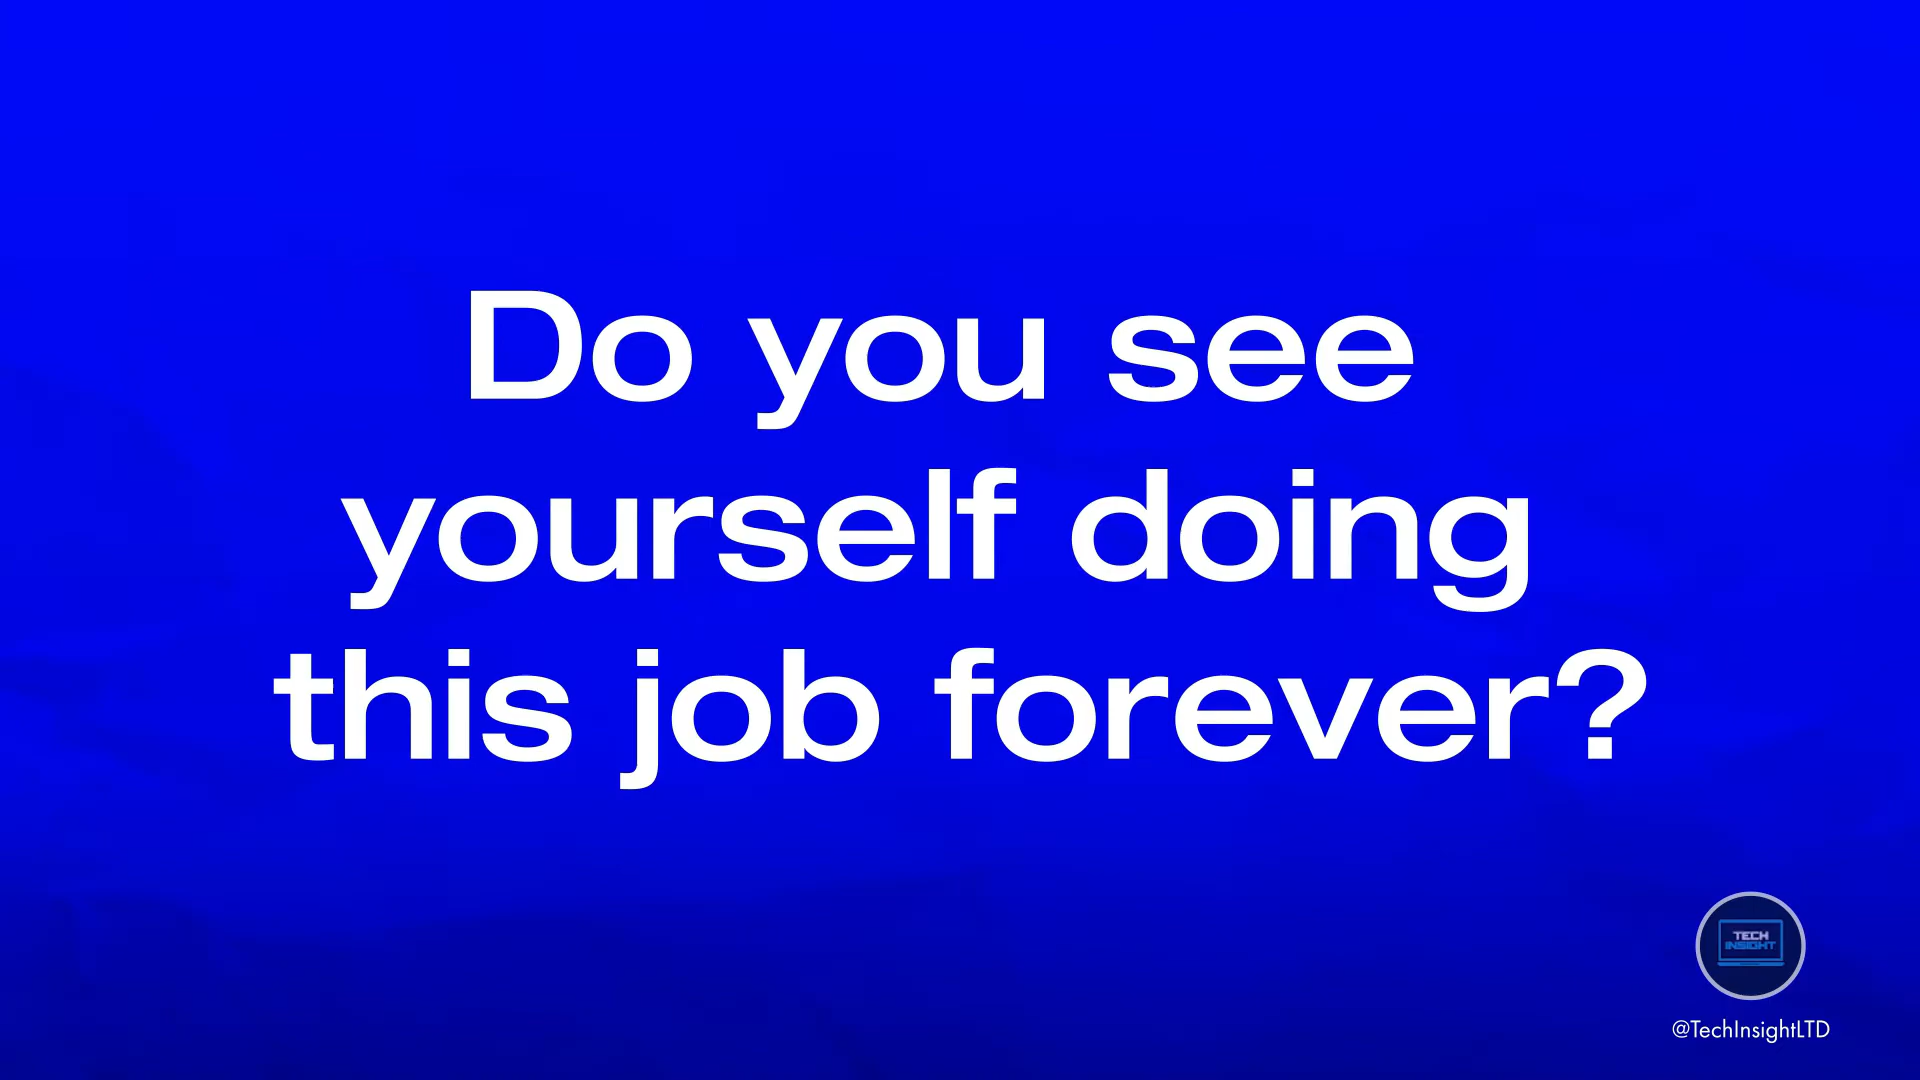 Do you see
yourself doing
this job forever?
TECH
INSIGHT
@TechInsightLTD